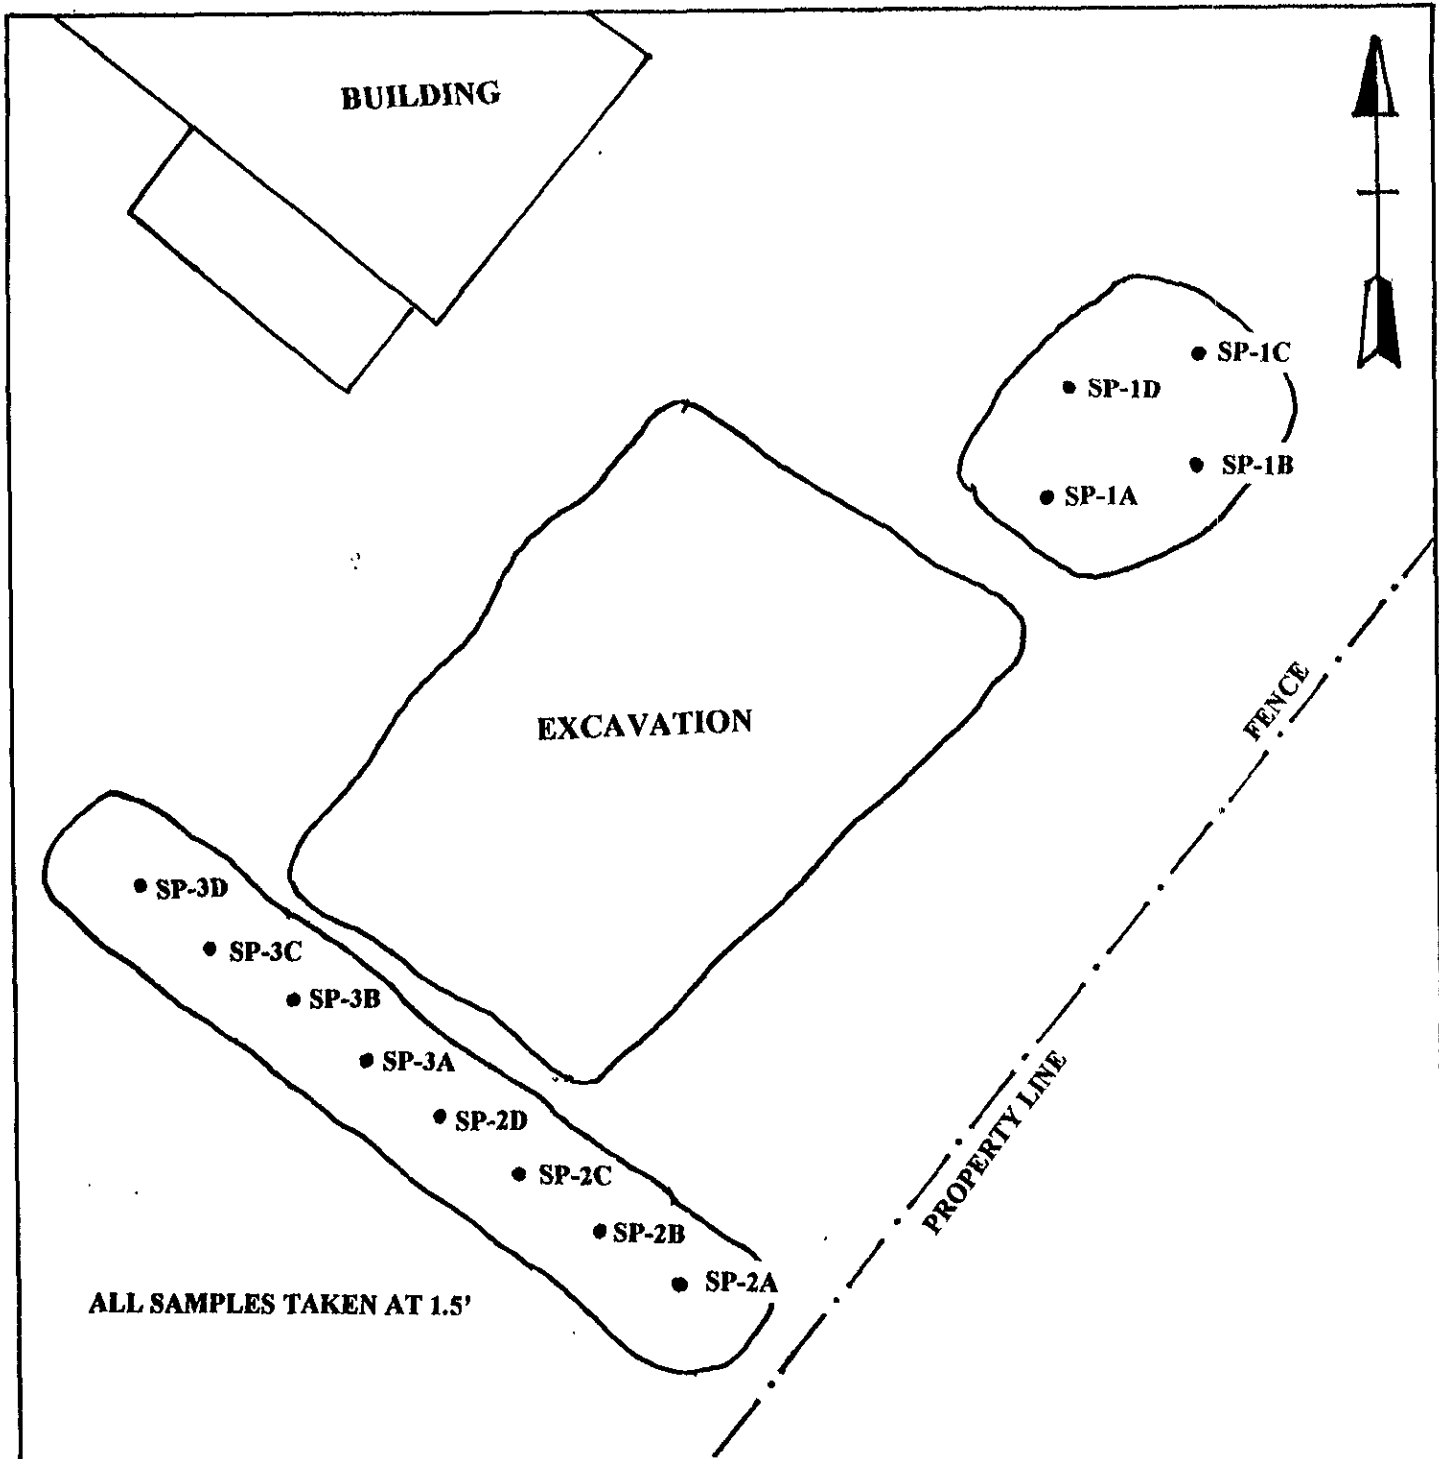 BUILDING
SP-1C
SP-1D
SP-1B
SP-1A
FENCE
EXCAVATION
SP-3D
SP-3C
SP-3B
SP-3A
PROPERTY LINE
SP-2D
SP-2C
SP-2B
SP-2A
ALL SAMPLES TAKEN AT 1.5'